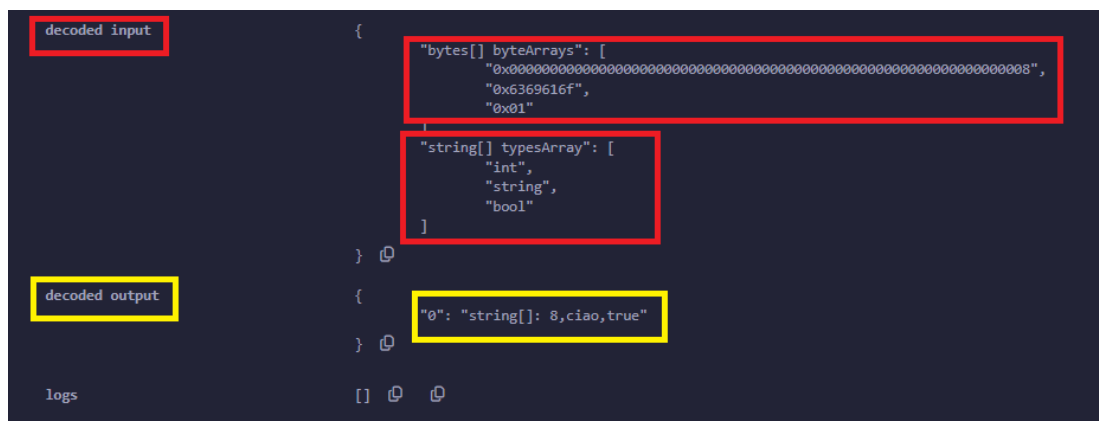 decoded input {
"bytes[] byteArrays": [
"0x0000000000000000000000000000000000000000000000000000000000000008",
"0x6369616f",
"0x01"
]
"string[] typesArray": [
"int",
"string",
"bool"
]
}
decoded output {
"0": "string[]: 8,ciao,true"
}
logs []